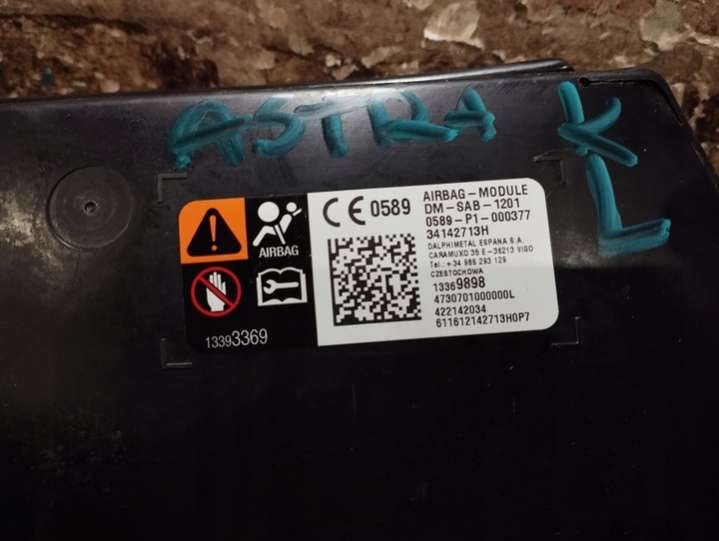 ASTRA K
L
AIRBAG
13393369
CE 0589
AIRBAG-MODULE
DM-SAB-1201
0589-P1-000377
34142713H
DALPHIMETAL ESPANA S.A.
CARAMUXO 35 E-36213 VIGO
Tel.: +34 986 293 129
CZESTOCHOWA
13369898
4730701000000L
422142034
611612142713H0P7